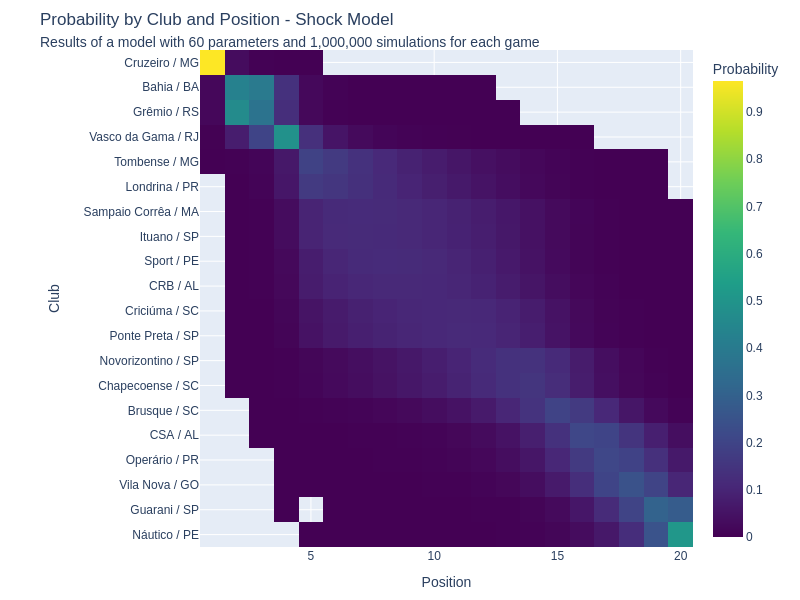 Probability by Club and Position - Shock Model
Results of a model with 60 parameters and 1,000,000 simulations for each game
Cruzeiro / MG
Bahia / BA
Grêmio / RS
Vasco da Gama / RJ
Tombense / MG
Londrina / PR
Sampaio Corrêa / MA
Ituano / SP
Sport / PE
CRB / AL
Criciúma / SC
Ponte Preta / SP
Novorizontino / SP
Chapecoense / SC
Brusque / SC
CSA / AL
Operário / PR
Vila Nova / GO
Guarani / SP
Náutico / PE
Club
5
10
15
20
Position
Probability
0.9
0.8
0.7
0.6
0.5
0.4
0.3
0.2
0.1
0